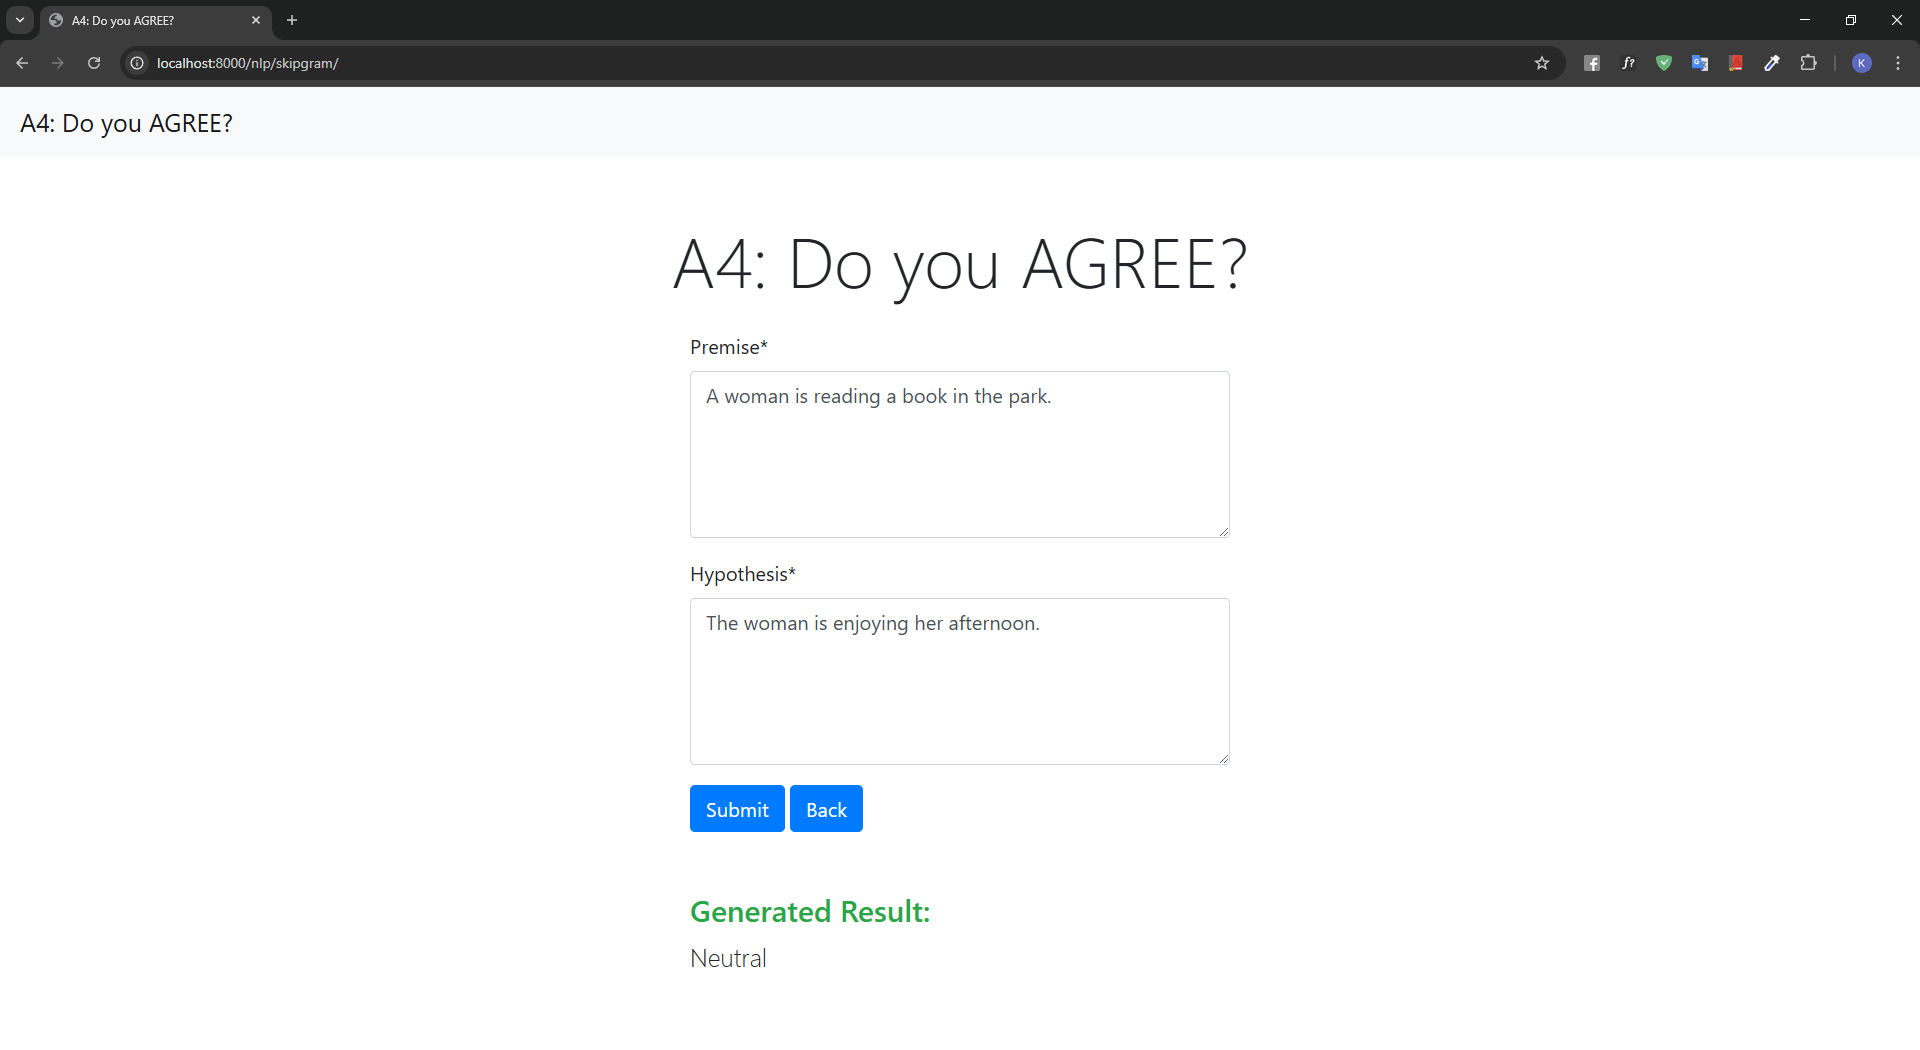 A4: Do you AGREE?
localhost:8000/nlp/skipgram/
f?
K
A4: Do you AGREE?
A4: Do you AGREE?
Premise*
A woman is reading a book in the park.
Hypothesis*
The woman is enjoying her afternoon.
Submit Back
Generated Result:
Neutral